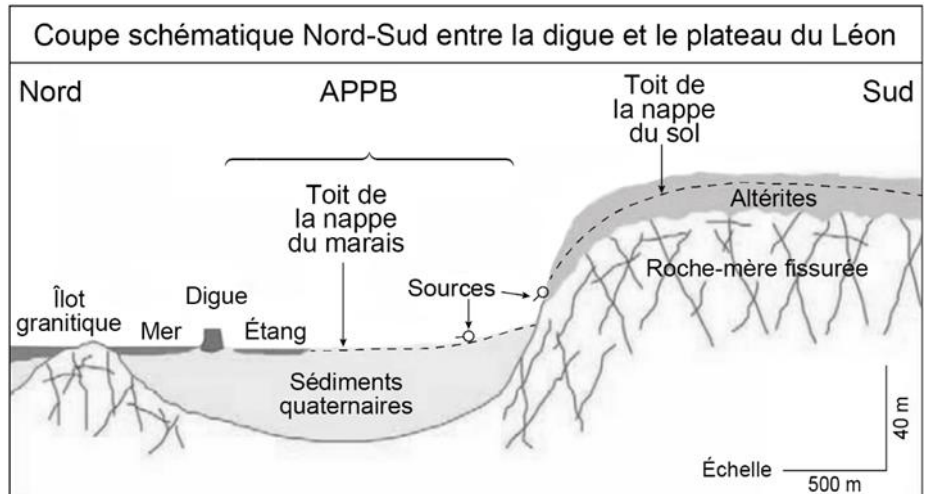 Coupe schématique Nord-Sud entre la digue et le plateau du Léon
Nord
APPB
Toit de
la nappe
du sol
Sud
Toit de
la nappe
du marais
Altérites
Roche-mère fissurée
Sources
Îlot
granitique
Mer
Digue
Étang
Sédiments
quaternaires
40 m
Échelle
500 m